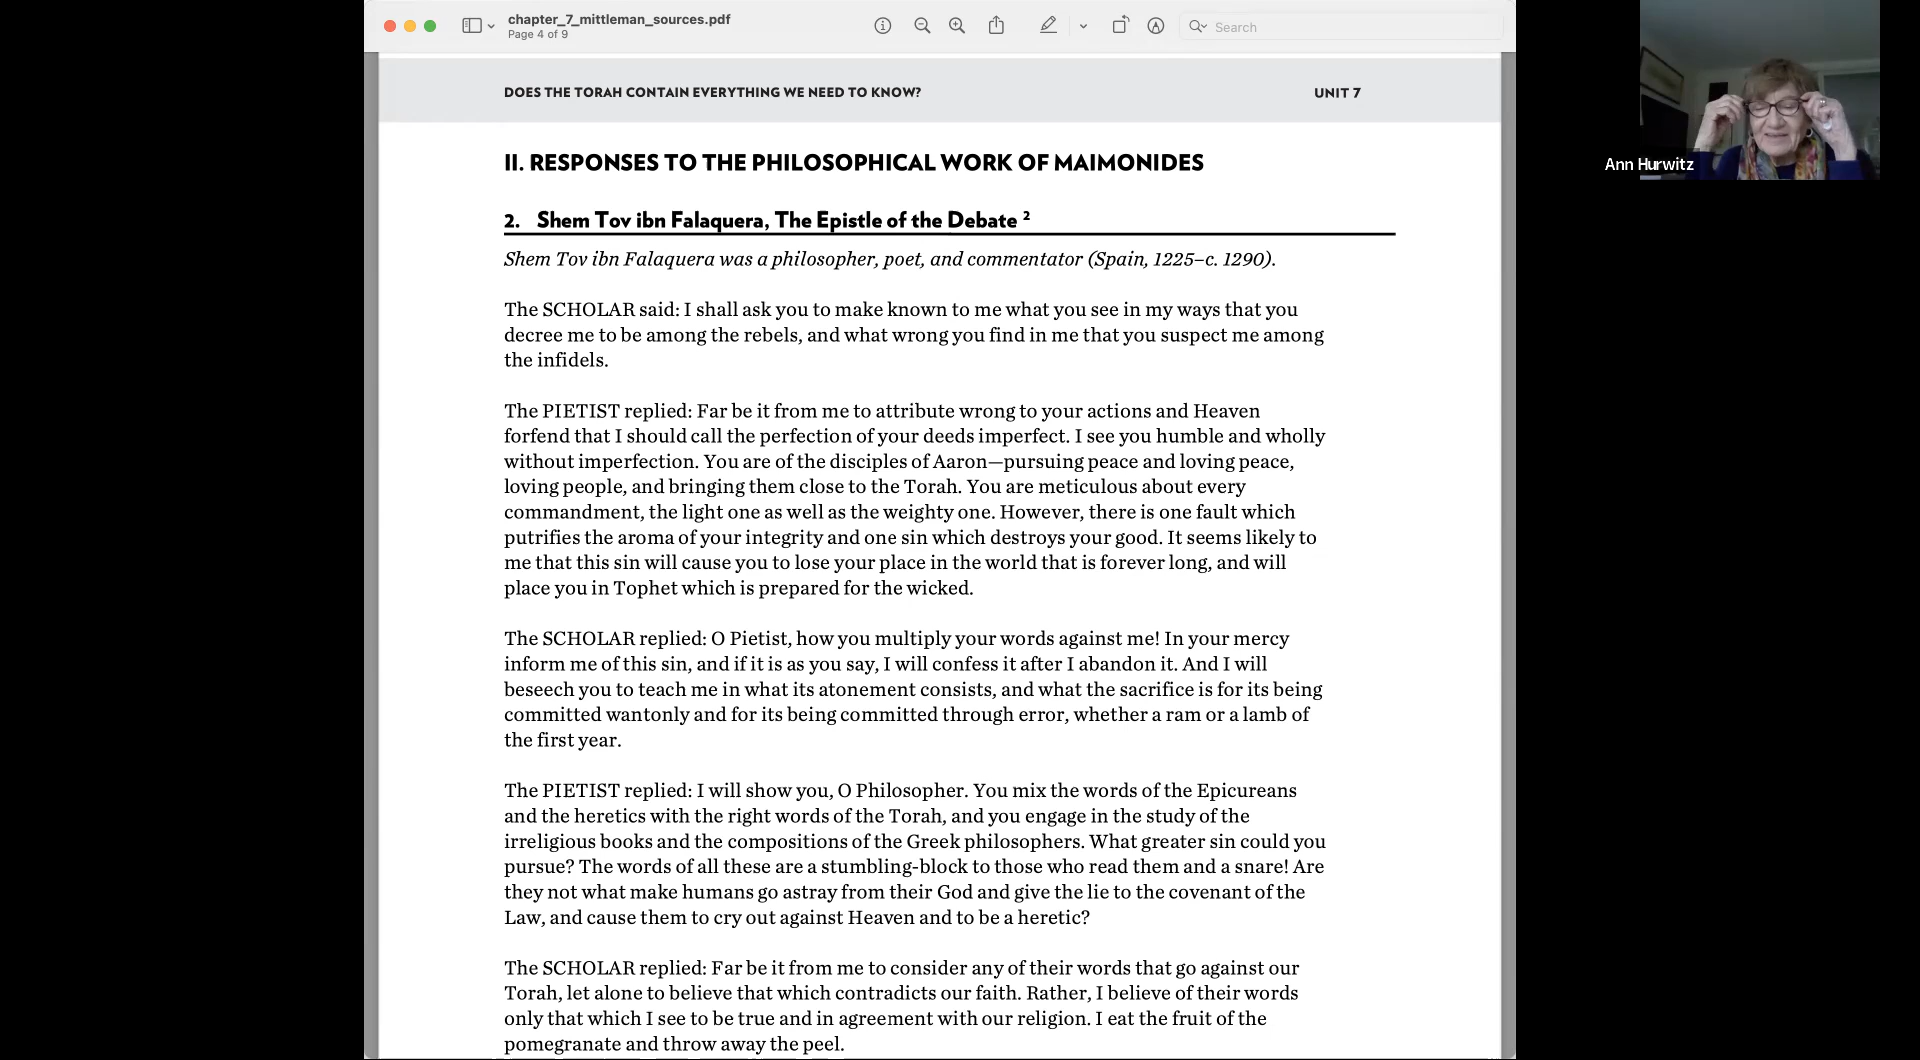 chapter_7_mittleman_sources.pdf
Page 4 of 9
Search
DOES THE TORAH CONTAIN EVERYTHING WE NEED TO KNOW?
UNIT 7
II. RESPONSES TO THE PHILOSOPHICAL WORK OF MAIMONIDES
2. Shem Tov ibn Falaquera, The Epistle of the Debate 2
Shem Tov ibn Falaquera was a philosopher, poet, and commentator (Spain, 1225–c. 1290).
The SCHOLAR said: I shall ask you to make known to me what you see in my ways that you
decree me to be among the rebels, and what wrong you find in me that you suspect me among
the infidels.
The PIETIST replied: Far be it from me to attribute wrong to your actions and Heaven
forfend that I should call the perfection of your deeds imperfect. I see you humble and wholly
without imperfection. You are of the disciples of Aaron—pursuing peace and loving peace,
loving people, and bringing them close to the Torah. You are meticulous about every
commandment, the light one as well as the weighty one. However, there is one fault which
putrifies the aroma of your integrity and one sin which destroys your good. It seems likely to
me that this sin will cause you to lose your place in the world that is forever long, and will
place you in Tophet which is prepared for the wicked.
The SCHOLAR replied: O Pietist, how you multiply your words against me! In your mercy
inform me of this sin, and if it is as you say, I will confess it after I abandon it. And I will
beseech you to teach me in what its atonement consists, and what the sacrifice is for its being
committed wantonly and for its being committed through error, whether a ram or a lamb of
the first year.
The PIETIST replied: I will show you, O Philosopher. You mix the words of the Epicureans
and the heretics with the right words of the Torah, and you engage in the study of the
irreligious books and the compositions of the Greek philosophers. What greater sin could you
pursue? The words of all these are a stumbling-block to those who read them and a snare! Are
they not what make humans go astray from their God and give the lie to the covenant of the
Law, and cause them to cry out against Heaven and to be a heretic?
The SCHOLAR replied: Far be it from me to consider any of their words that go against our
Torah, let alone to believe that which contradicts our faith. Rather, I believe of their words
only that which I see to be true and in agreement with our religion. I eat the fruit of the
pomegranate and throw away the peel.
Ann Hurwitz